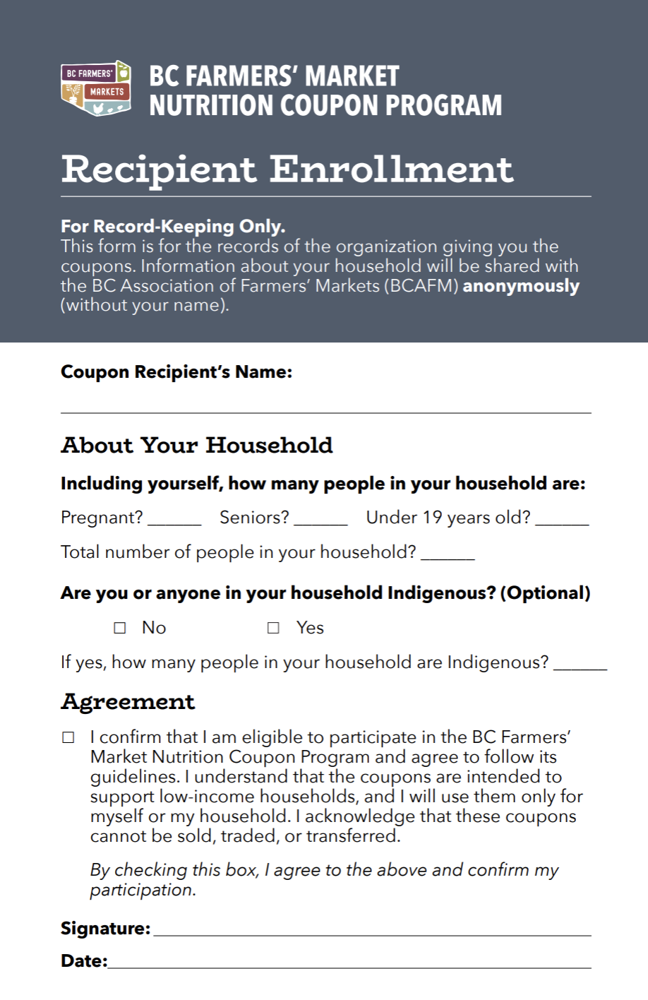 BC FARMERS'
MARKETS
BC FARMERS’ MARKET
NUTRITION COUPON PROGRAM
Recipient Enrollment
For Record-Keeping Only.
This form is for the records of the organization giving you the
coupons. Information about your household will be shared with
the BC Association of Farmers’ Markets (BCAFM) anonymously
(without your name).
Coupon Recipient’s Name:
About Your Household
Including yourself, how many people in your household are:
Pregnant? ______ Seniors? ______ Under 19 years old? ______
Total number of people in your household? ______
Are you or anyone in your household Indigenous? (Optional)
☐ No ☐ Yes
If yes, how many people in your household are Indigenous? ______
Agreement
☐ I confirm that I am eligible to participate in the BC Farmers’
Market Nutrition Coupon Program and agree to follow its
guidelines. I understand that the coupons are intended to
support low-income households, and I will use them only for
myself or my household. I acknowledge that these coupons
cannot be sold, traded, or transferred.
By checking this box, I agree to the above and confirm my
participation.
Signature:
Date: